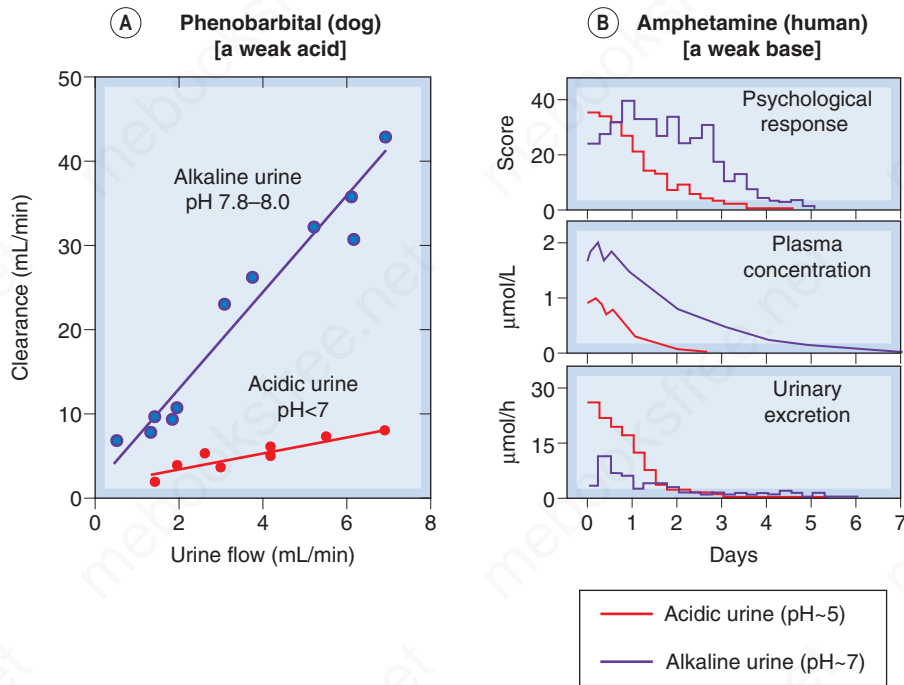 A Phenobarbital (dog)
[a weak acid]
50
40
30
20
10
0
Clearance (mL/min)
Alkaline urine
pH 7.8–8.0
Acidic urine
pH<7
0 2 4 6 8
Urine flow (mL/min)
B Amphetamine (human)
[a weak base]
Psychological
response
40
20
0
Score
Plasma
concentration
2
1
0
μmol/L
Urinary
excretion
30
15
0
μmol/h
0 1 2 3 4 5 6 7
Days
Acidic urine (pH~5)
Alkaline urine (pH~7)
mebooksfree.net